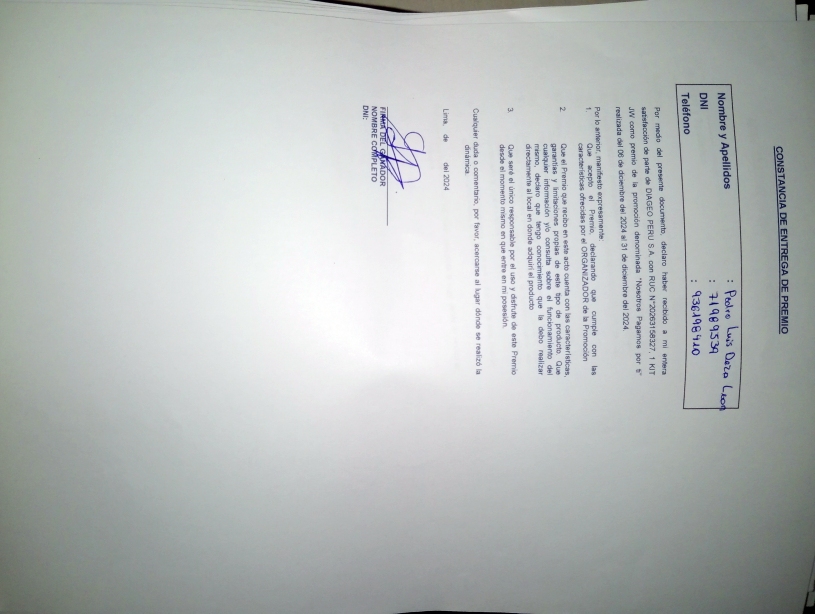 CONSTANCIA DE ENTREGA DE PREMIO
Nombre y Apellidos : Pedro Luis Daza Leon
DNI : 71989539
Teléfono : 936198410
Por medio del presente documento, declaro haber recibido a mi entera
satisfacción de parte de DIAGEO PERU S.A. con RUC N°20263158327, 1 KIT
JW como premio de la promoción denominada "Nosotros Pagamos por ti"
realizada del 06 de diciembre del 2024 al 31 de diciembre del 2024.
Por lo anterior, manifiesto expresamente:
1. Que acepto el Premio, declarando que cumple con las
características ofrecidas por el ORGANIZADOR de la Promoción
2. Que el Premio que recibo en este acto cuenta con las características,
garantías y limitaciones propias de este tipo de producto. Que
cualquier información y/o consulta sobre el funcionamiento del
mismo, declaro que tengo conocimiento que la debo realizar
directamente al local en donde adquirí el producto
3. Que seré el único responsable por el uso y disfrute de este Premio
desde el momento mismo en que entre en mi posesión.
Cualquier duda o comentario, por favor, acercarse al lugar dónde se realizó la
dinámica.
Lima, de del 2024
FIRMA DEL GANADOR
NOMBRE COMPLETO
DNI: